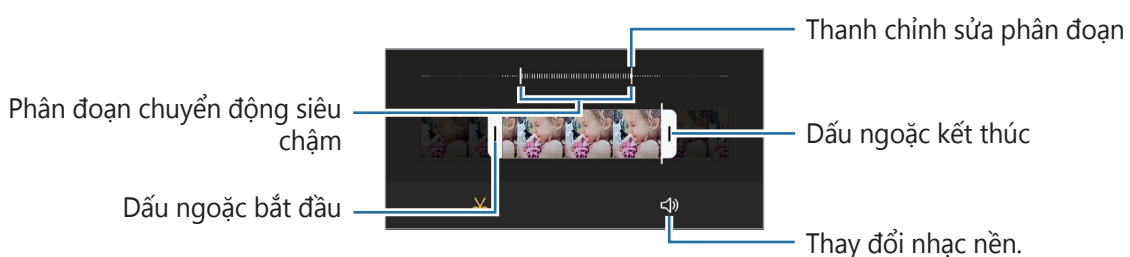 Thanh chỉnh sửa phân đoạn
Phân đoạn chuyển động siêu
chậm
Dấu ngoặc kết thúc
Dấu ngoặc bắt đầu
Thay đổi nhạc nền.